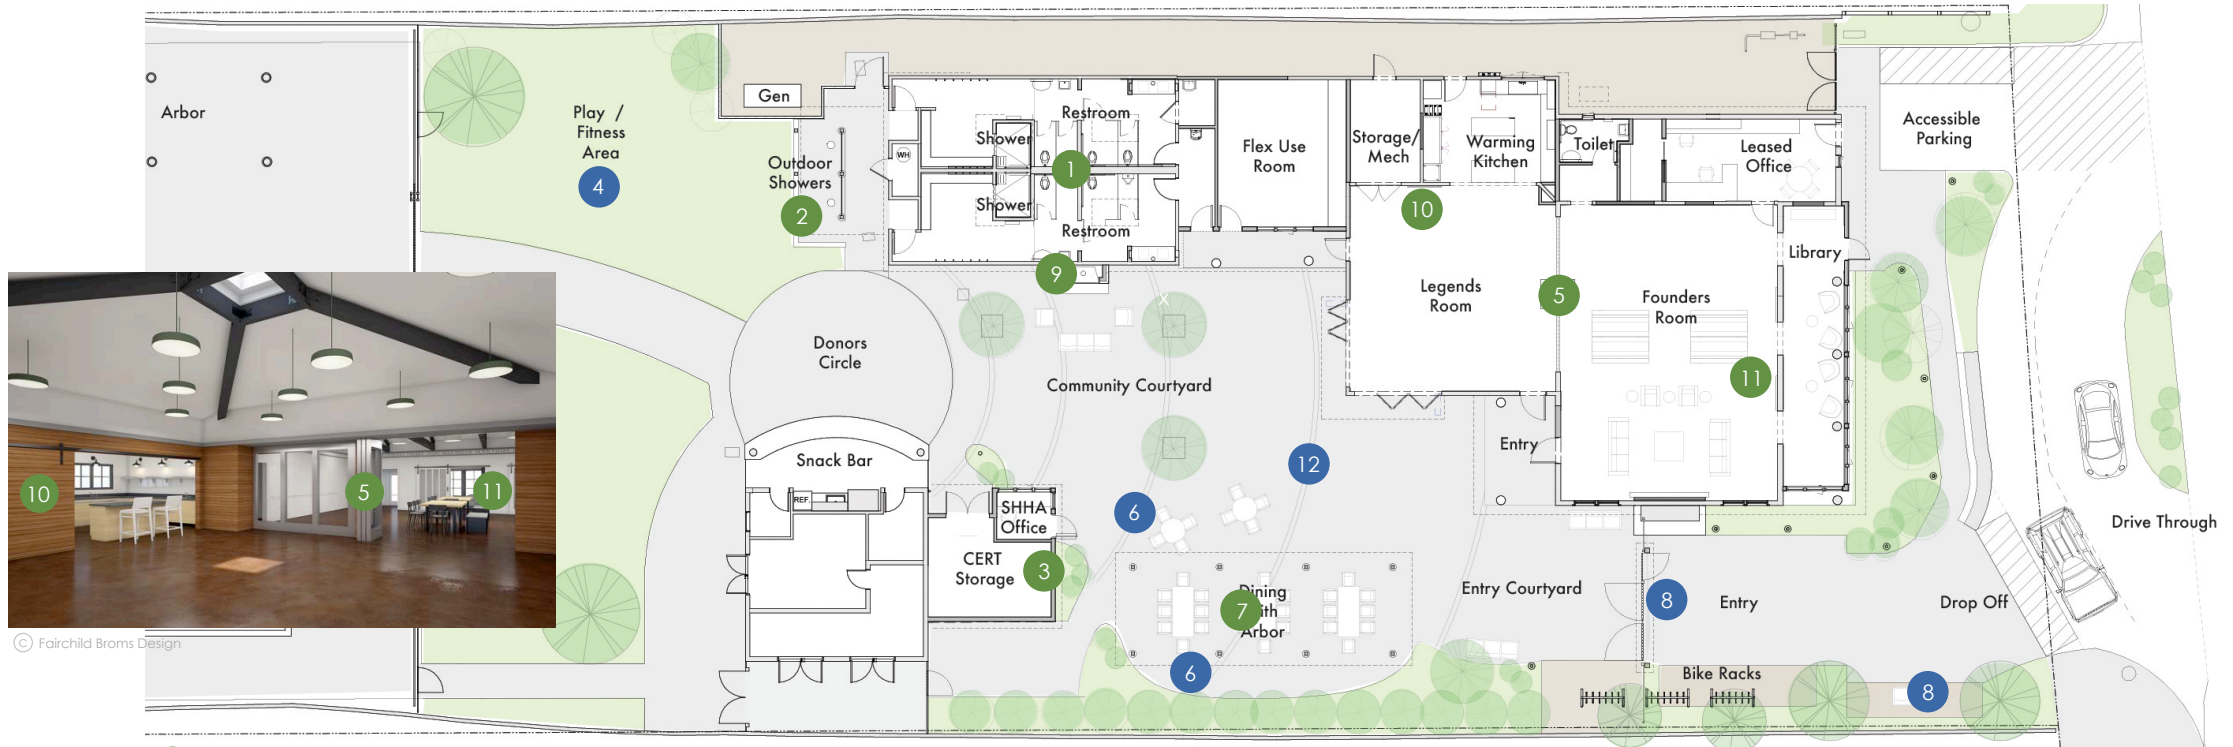 Arbor
Play /
Fitness
Area
4
Gen
Outdoor
Showers
2
WH
Shower
Restroom
1
Shower
Restroom
9
Flex Use
Room
Storage/
Mech
Warming
Kitchen
10
Toilet
Leased
Office
Library
Accessible
Parking
Legends
Room
5
Founders
Room
11
Donors
Circle
X
Community Courtyard
Snack Bar
REF.
SHHA
Office
CERT
Storage
3
6
12
Entry
Dining
With
Arbor
7
6
Entry Courtyard
8
Entry
Drop Off
Drive Through
Bike Racks
8
10
5
11
© Fairchild Broms Design